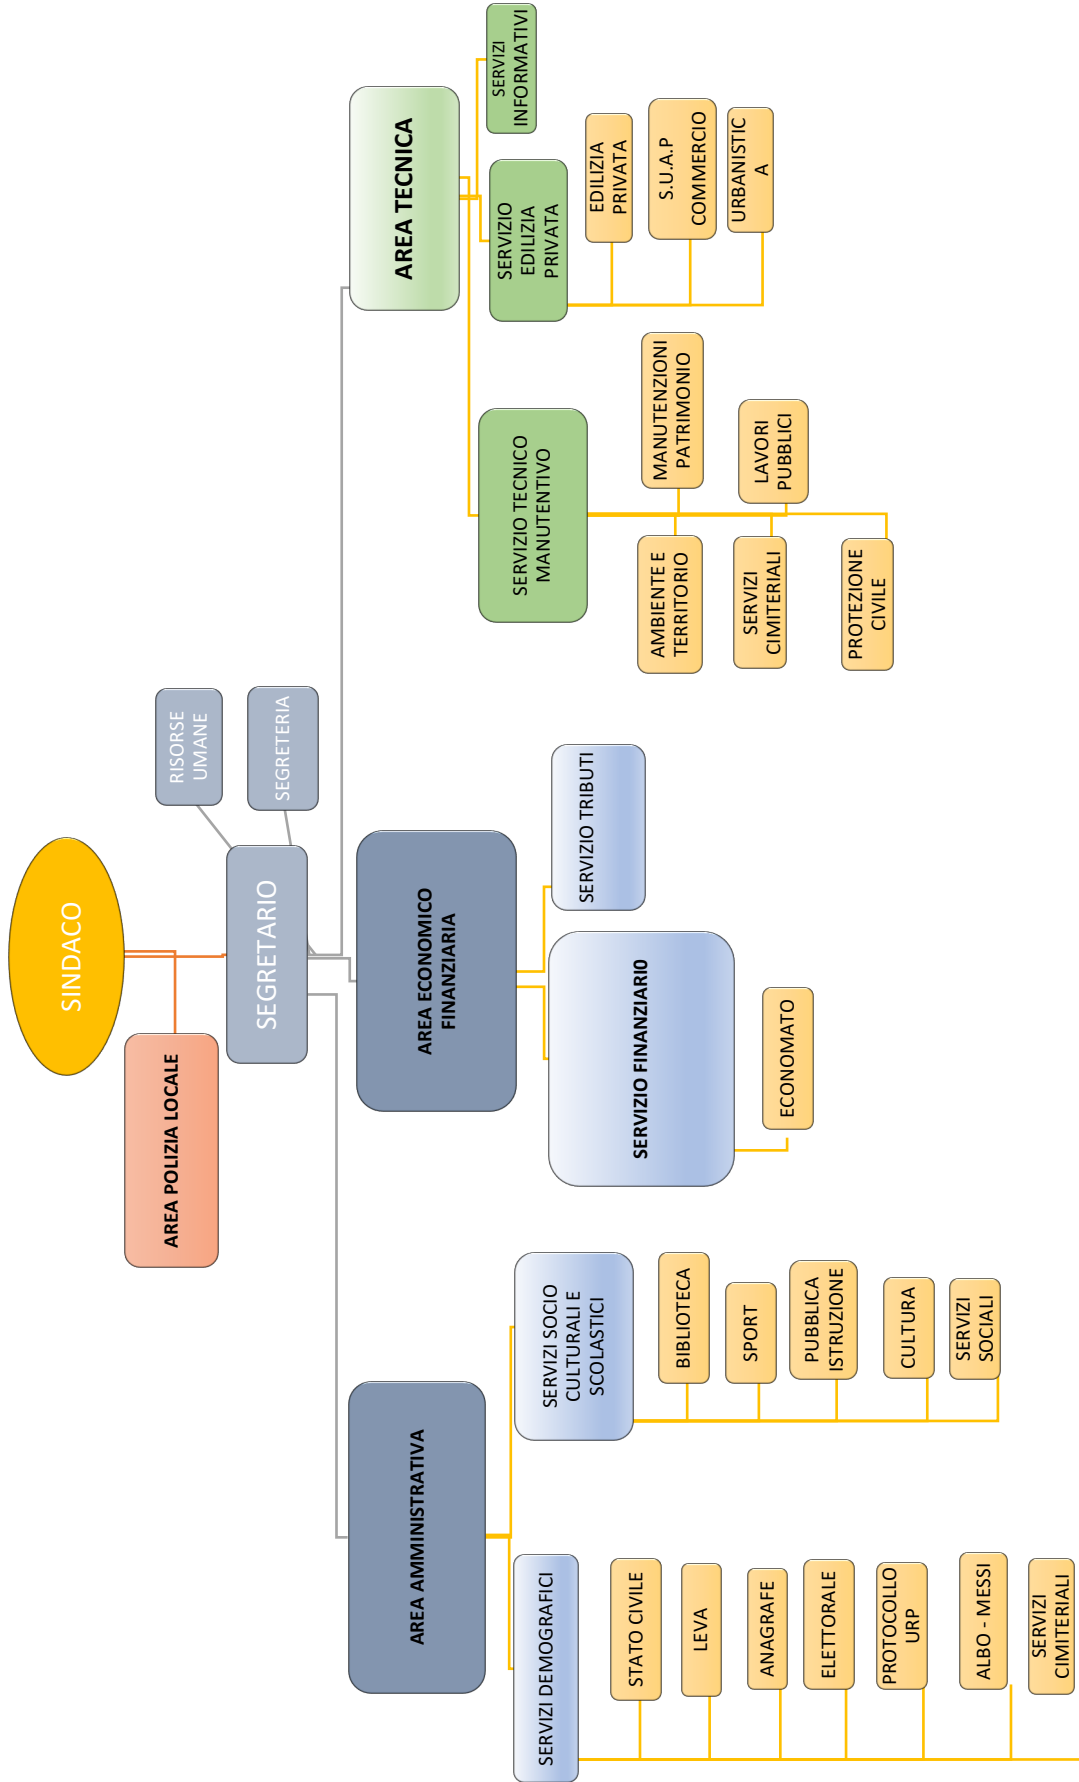 SINDACO
AREA POLIZIA LOCALE
SEGRETARIO
RISORSE
UMANE
SEGRETERIA
AREA AMMINISTRATIVA
AREA ECONOMICO
FINANZIARIA
AREA TECNICA
SERVIZI DEMOGRAFICI
STATO CIVILE
LEVA
ANAGRAFE
ELETTORALE
PROTOCOLLO
URP
ALBO - MESSI
SERVIZI
CIMITERIALI
SERVIZI SOCIO
CULTURALI E
SCOLASTICI
BIBLIOTECA
SPORT
PUBBLICA
ISTRUZIONE
CULTURA
SERVIZI
SOCIALI
SERVIZIO FINANZIARI0
ECONOMATO
SERVIZIO TRIBUTI
SERVIZIO TECNICO
MANUTENTIVO
AMBIENTE E
TERRITORIO
MANUTENZIONI
PATRIMONIO
SERVIZI
CIMITERIALI
LAVORI
PUBBLICI
PROTEZIONE
CIVILE
SERVIZIO
EDILIZIA
PRIVATA
EDILIZIA
PRIVATA
S.U.A.P
COMMERCIO
URBANISTIC
A
SERVIZI
INFORMATIVI